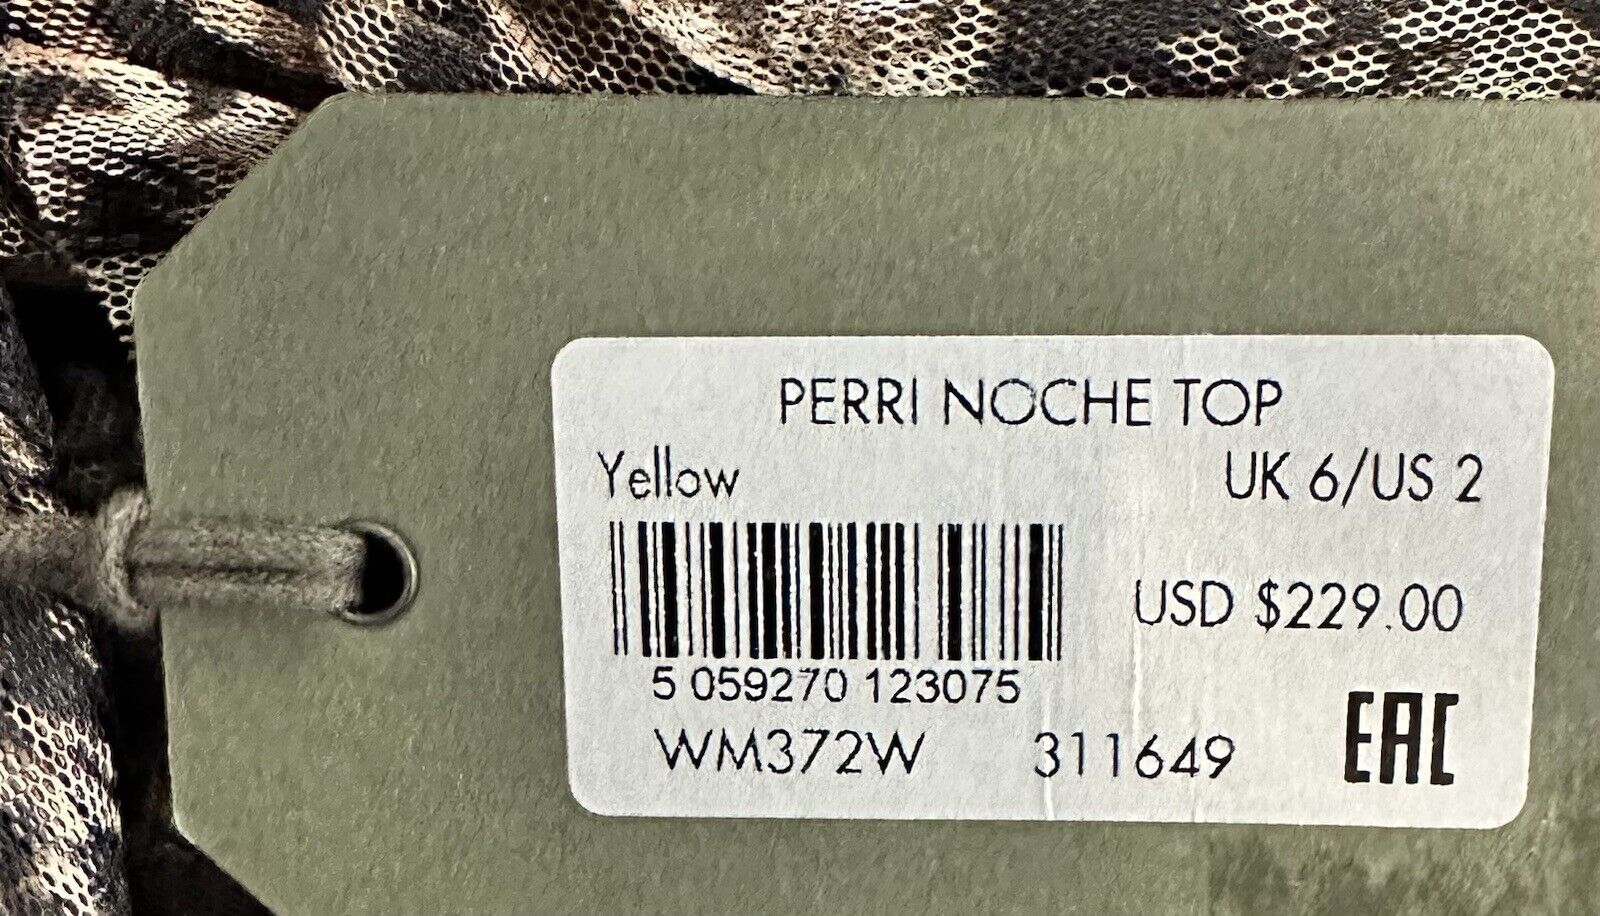 PERRI NOCHE TOP
Yellow UK 6/US 2
USD $229.00
5 059270 123075
WM372W 311649 EAC